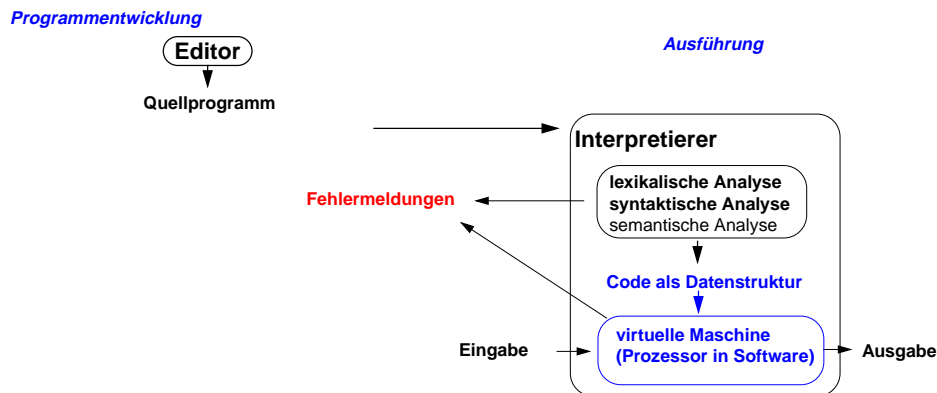 Programmentwicklung
Editor
Ausführung
Quellprogramm
Interpretierer
lexikalische Analyse
syntaktische Analyse
semantische Analyse
Fehlermeldungen
Code als Datenstruktur
virtuelle Maschine
(Prozessor in Software)
Eingabe
Ausgabe